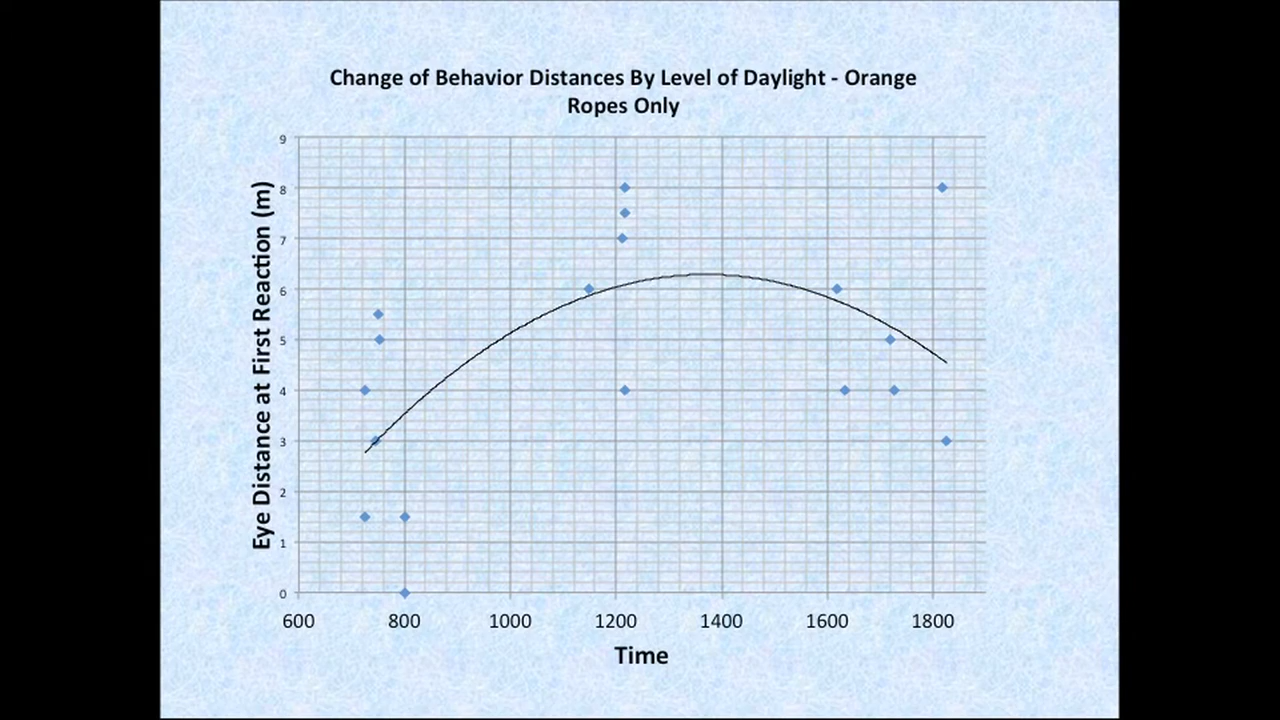 Change of Behavior Distances By Level of Daylight - Orange
Ropes Only
Eye Distance at First Reaction (m)
9
8
7
6
5
4
3
2
1
0
600 800 1000 1200 1400 1600 1800
Time